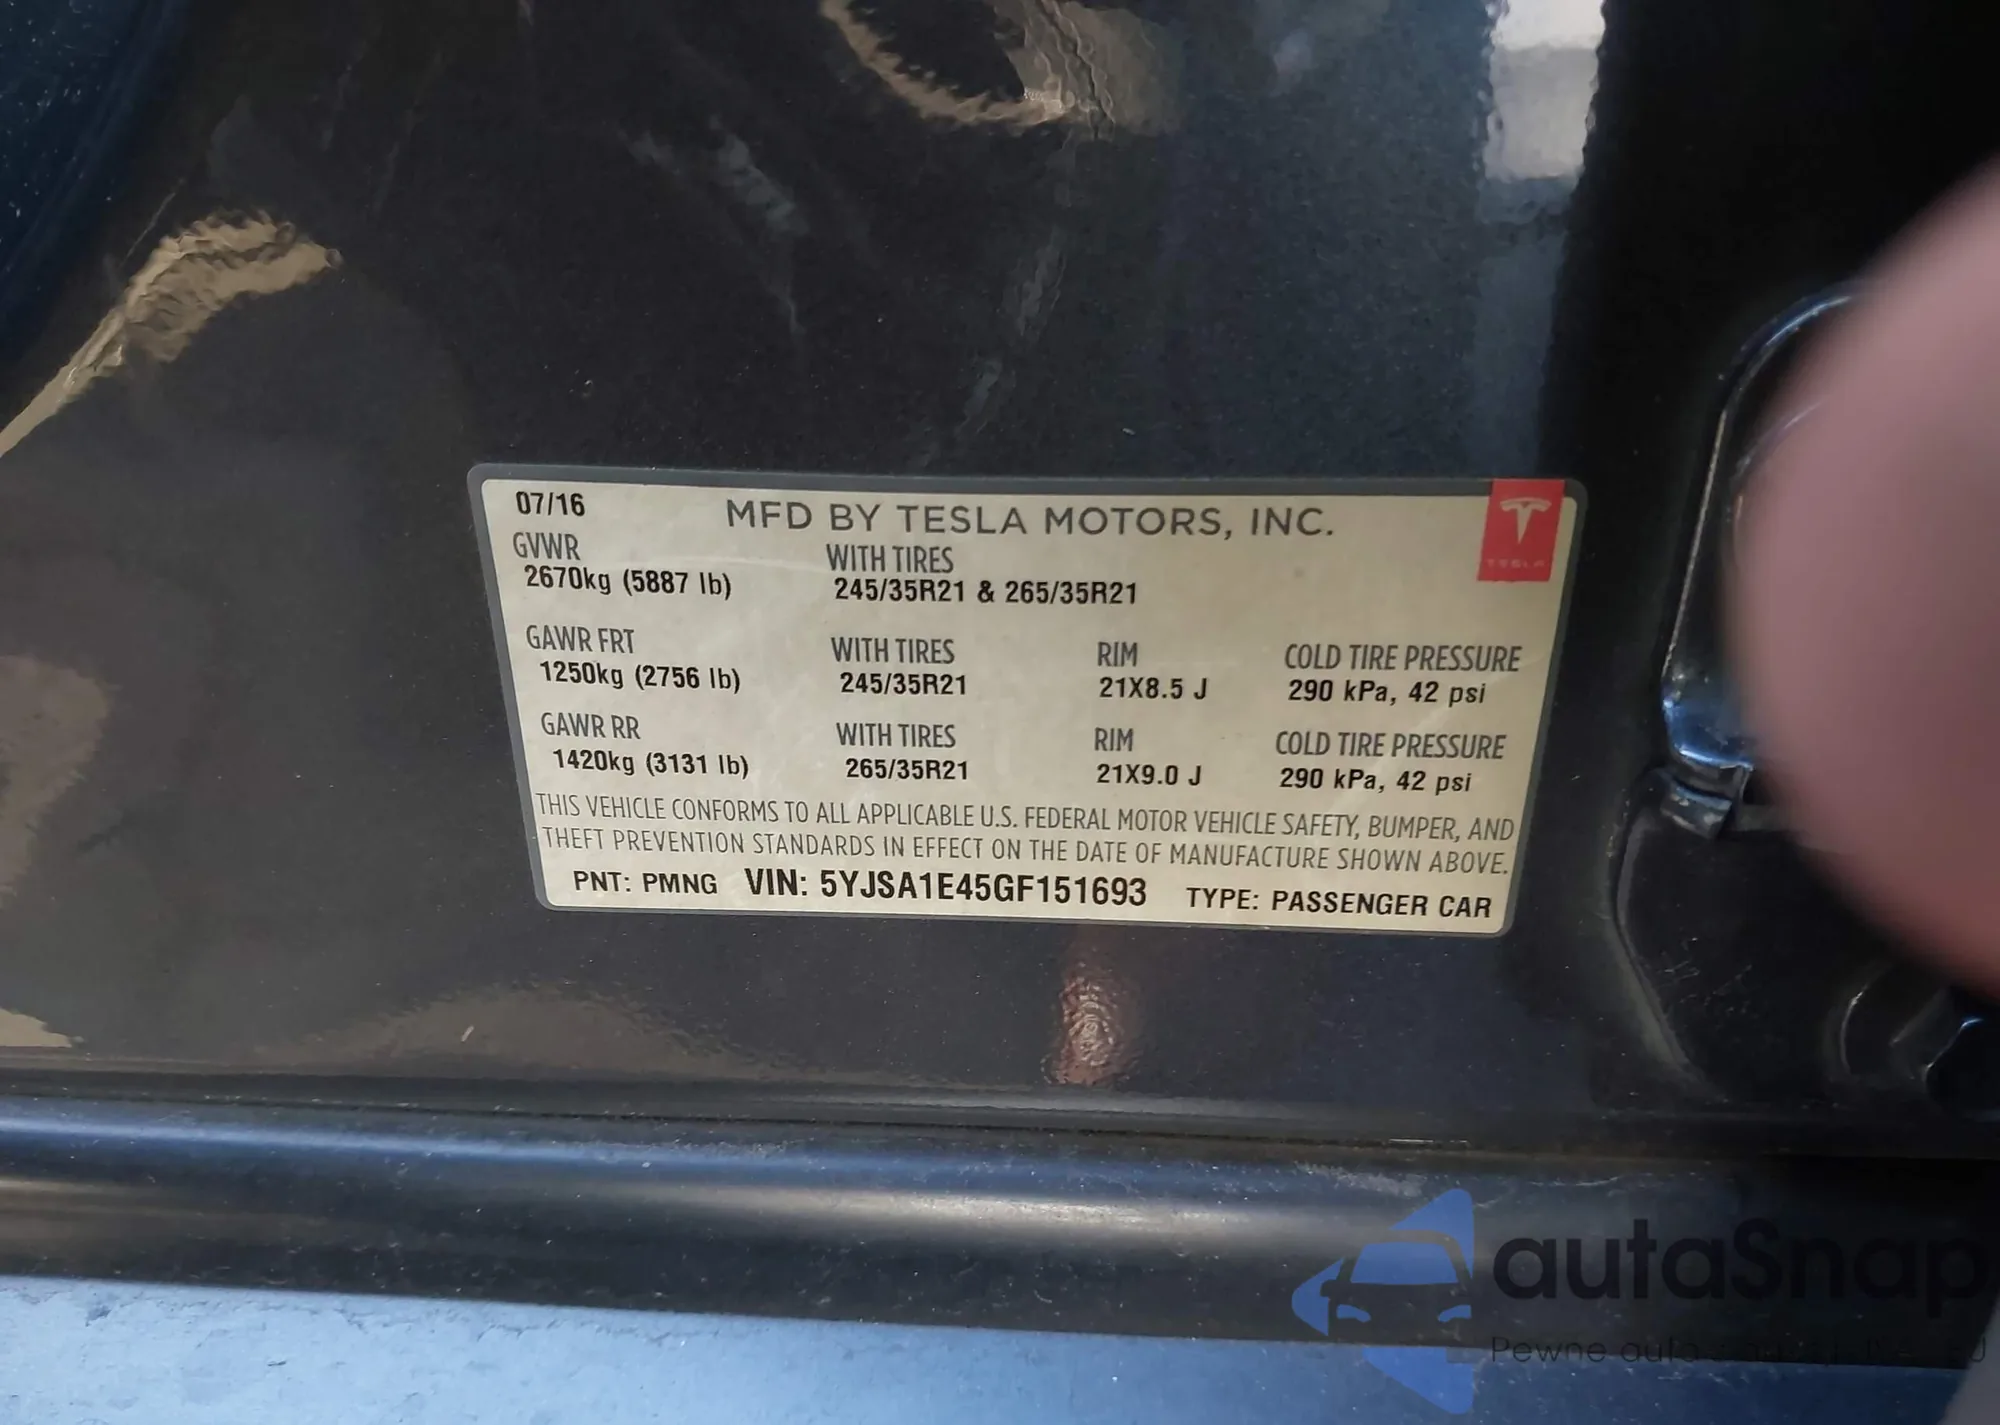 07/16 MFD BY TESLA MOTORS, INC.
TESLA
GVWR WITH TIRES
2670kg (5887 lb) 245/35R21 & 265/35R21
GAWR FRT WITH TIRES RIM COLD TIRE PRESSURE
1250kg (2756 lb) 245/35R21 21X8.5 J 290 kPa, 42 psi
GAWR RR WITH TIRES RIM COLD TIRE PRESSURE
1420kg (3131 lb) 265/35R21 21X9.0 J 290 kPa, 42 psi
THIS VEHICLE CONFORMS TO ALL APPLICABLE U.S. FEDERAL MOTOR VEHICLE SAFETY, BUMPER, AND
THEFT PREVENTION STANDARDS IN EFFECT ON THE DATE OF MANUFACTURE SHOWN ABOVE.
PNT: PMNG VIN: 5YJSA1E45GF151693 TYPE: PASSENGER CAR
autaSnap
Pewne auto